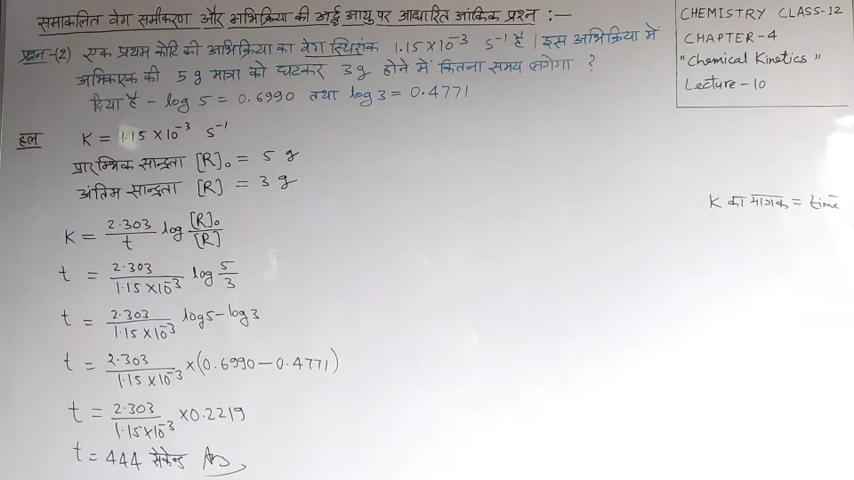 समाकलित वेग समीकरण और अभिक्रिया की अर्द्ध आयु पर आधारित आंकिक प्रश्न :—
प्रश्न-(2) एक प्रथम कोटि की अभिक्रिया का वेग स्थिरांक 1.15×10⁻³ s⁻¹ है। इस अभिक्रिया में
अभिकारक की 5 g मात्रा को घटकर 3 g होने में कितना समय लगेगा ?
दिया है - log 5 = 0.6990 तथा log 3 = 0.4771
हल K = 1.15 ×10⁻³ s⁻¹
प्रारम्भिक सान्द्रता [R]₀ = 5 g
अंतिम सान्द्रता [R] = 3 g
K = 2.303/t log [R]₀/[R]
t = 2.303/1.15×10⁻³ log 5/3
t = 2.303/1.15×10⁻³ log5-log3
t = 2.303/1.15×10⁻³ ×(0.6990-0.4771)
t = 2.303/1.15×10⁻³ ×0.2219
t = 444 सेकेन्ड Ans
CHEMISTRY CLASS-12
CHAPTER-4
"Chemical Kinetics"
Lecture-10
K का मात्रक = time⁻